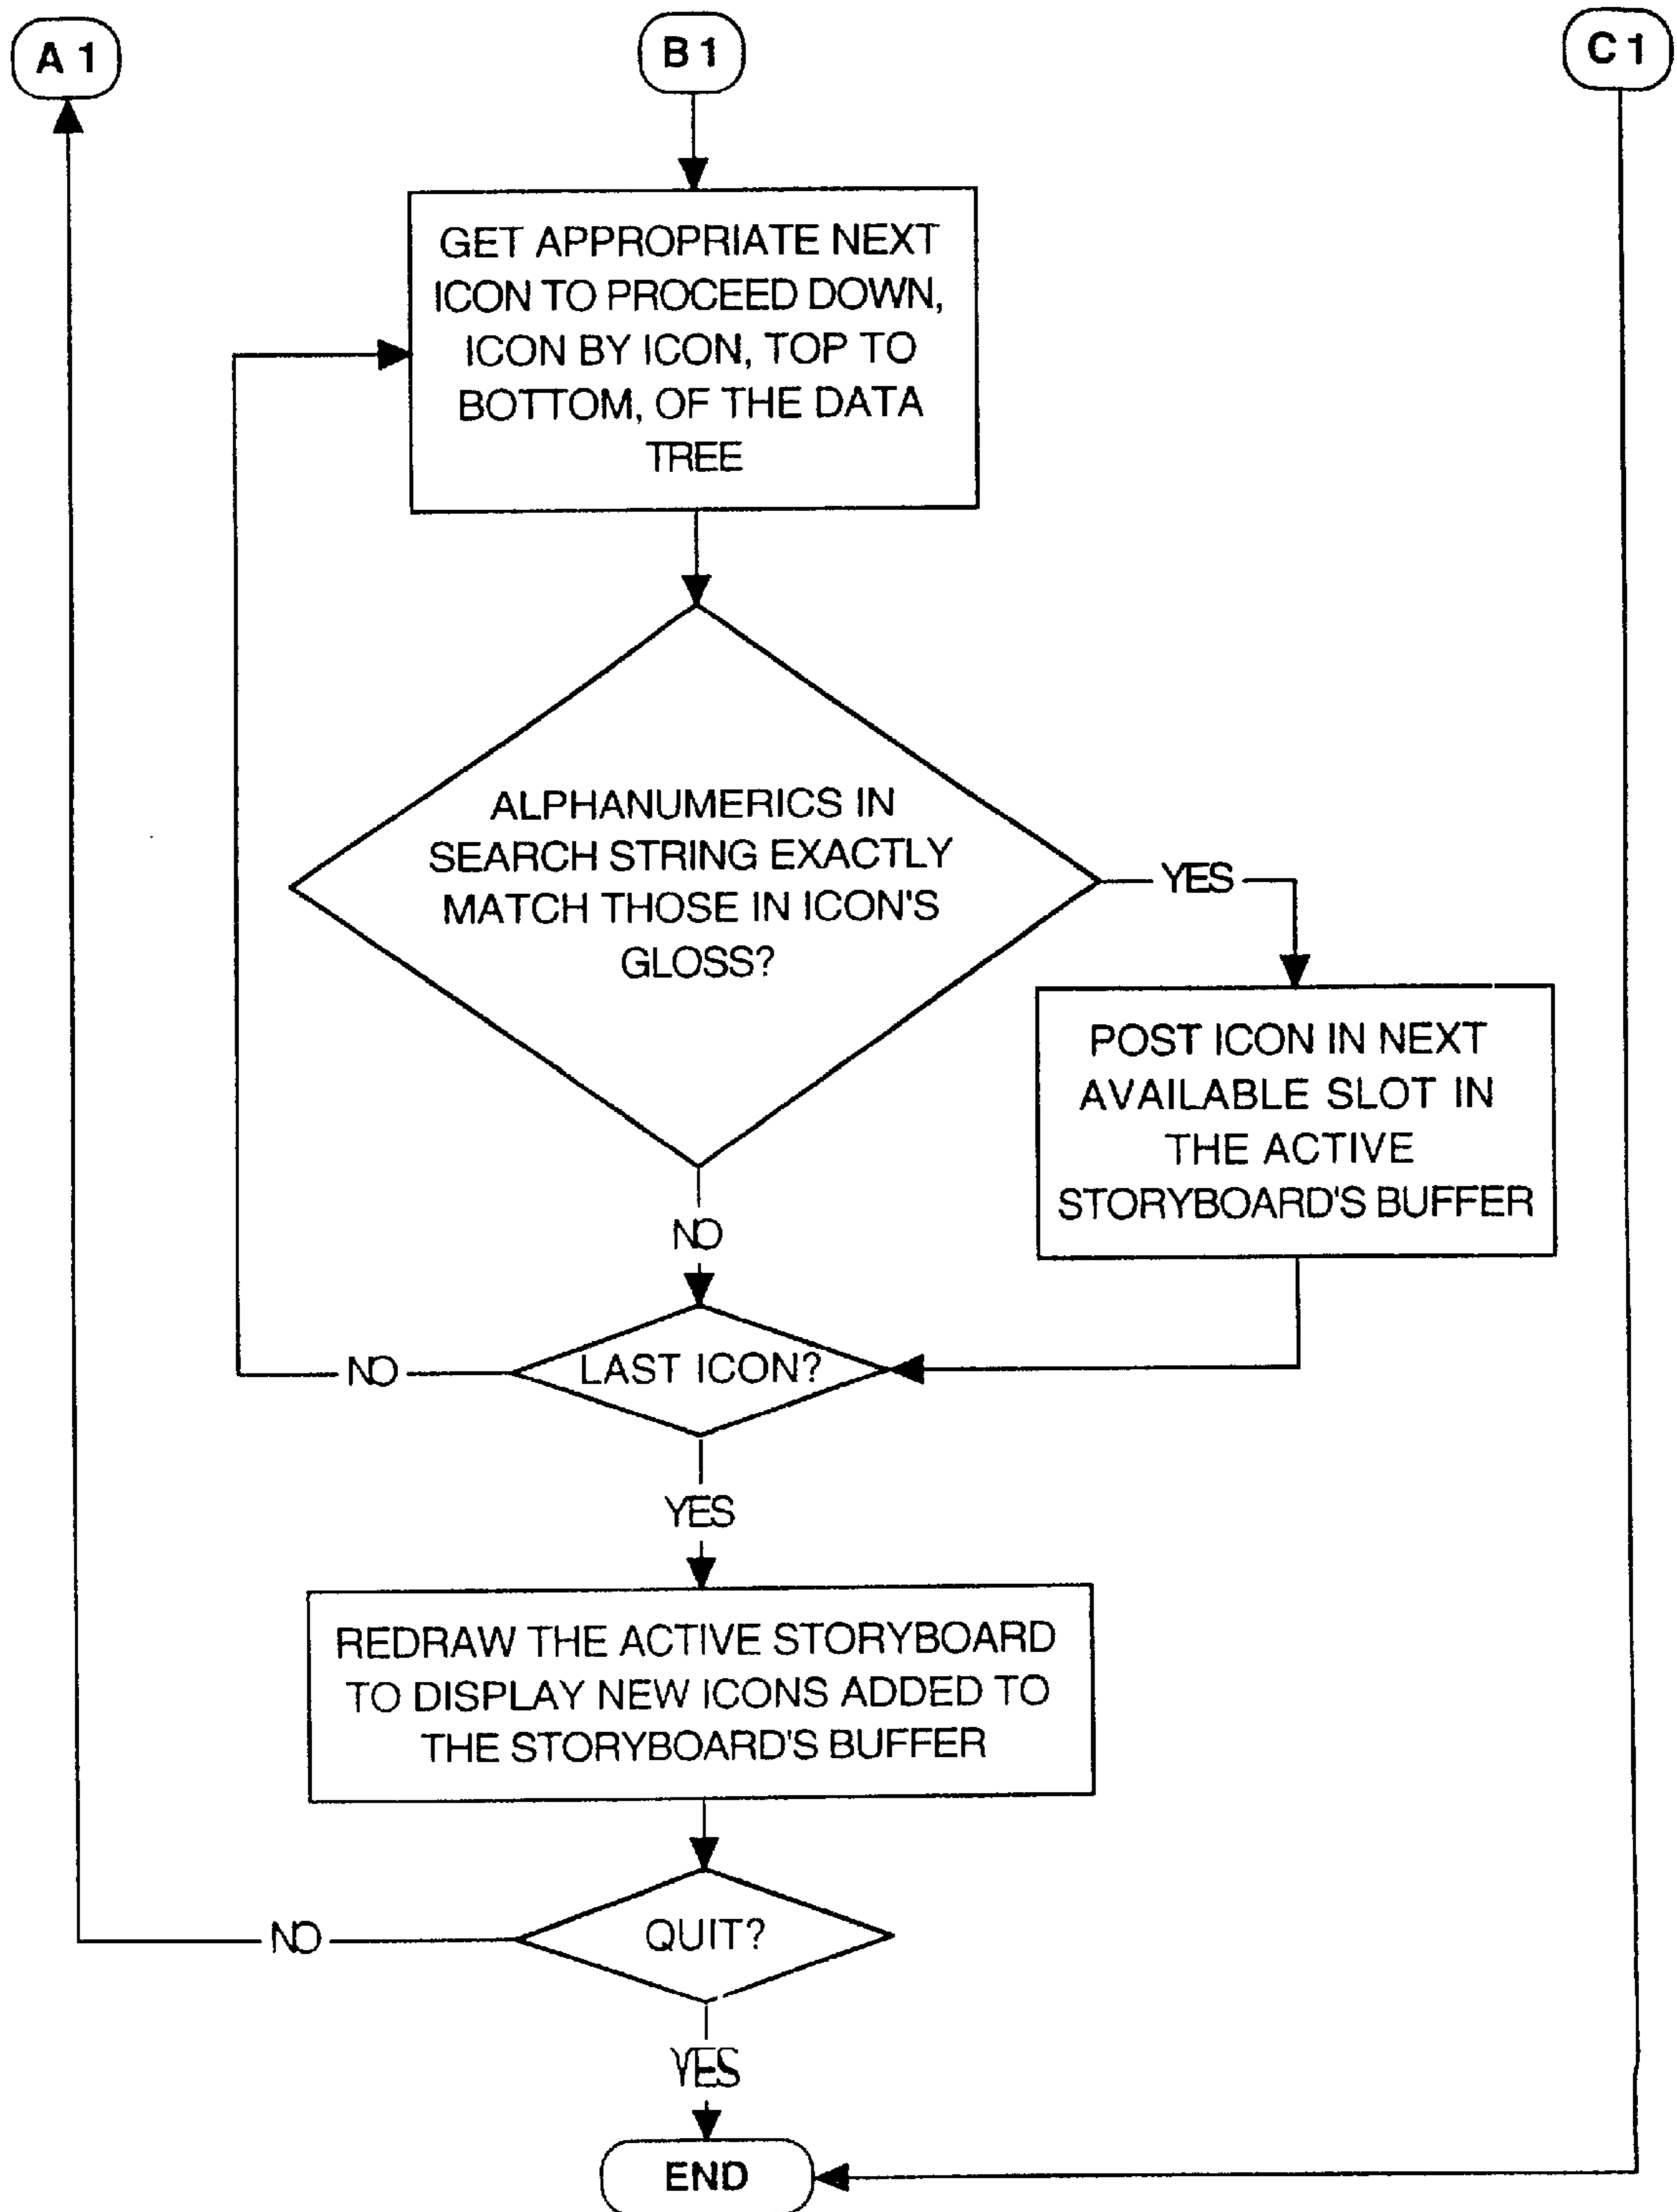 A 1
B 1
C 1
GET APPROPRIATE NEXT
ICON TO PROCEED DOWN,
ICON BY ICON, TOP TO
BOTTOM, OF THE DATA
TREE
ALPHANUMERICS IN
SEARCH STRING EXACTLY
MATCH THOSE IN ICON'S
GLOSS?
YES
POST ICON IN NEXT
AVAILABLE SLOT IN
THE ACTIVE
STORYBOARD'S BUFFER
NO
LAST ICON?
NO
YES
REDRAW THE ACTIVE STORYBOARD
TO DISPLAY NEW ICONS ADDED TO
THE STORYBOARD'S BUFFER
QUIT?
NO
YES
END